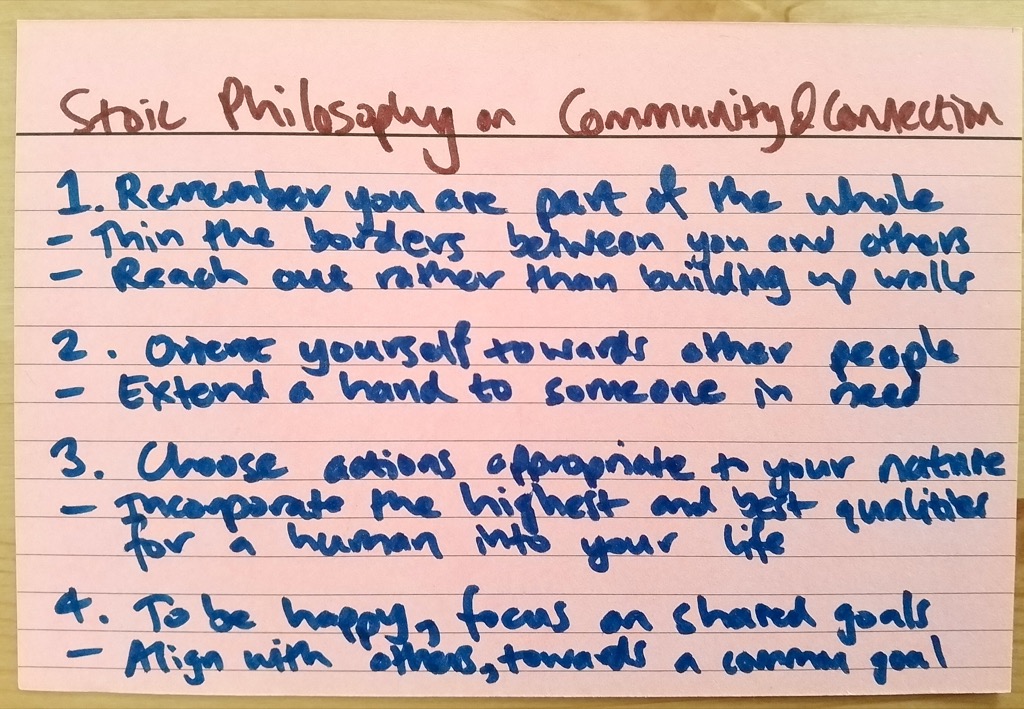 Stoic Philosophy on Community & Connection
1. Remember you are part of the whole
- Thin the borders between you and others
- Reach out rather than building up walls
2. Orient yourself towards other people
- Extend a hand to someone in need
3. Choose actions appropriate to your nature
- Incorporate the highest and best qualities
for a human into your life
4. To be happy, focus on shared goals
- Align with others, towards a common goal